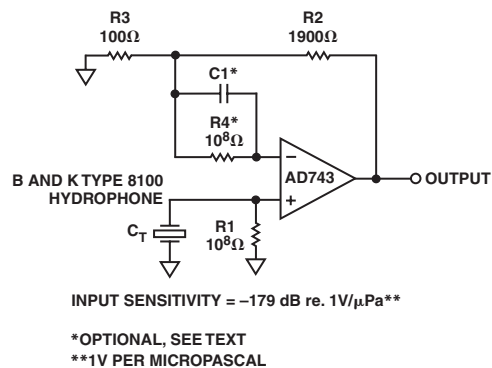 R3
100Ω
R2
1900Ω
C1*
R4*
10⁸Ω
B AND K TYPE 8100
HYDROPHONE
AD743
–
+
OUTPUT
CT
R1
10⁸Ω
INPUT SENSITIVITY = –179 dB re. 1V/μPa**
*OPTIONAL, SEE TEXT
**1V PER MICROPASCAL